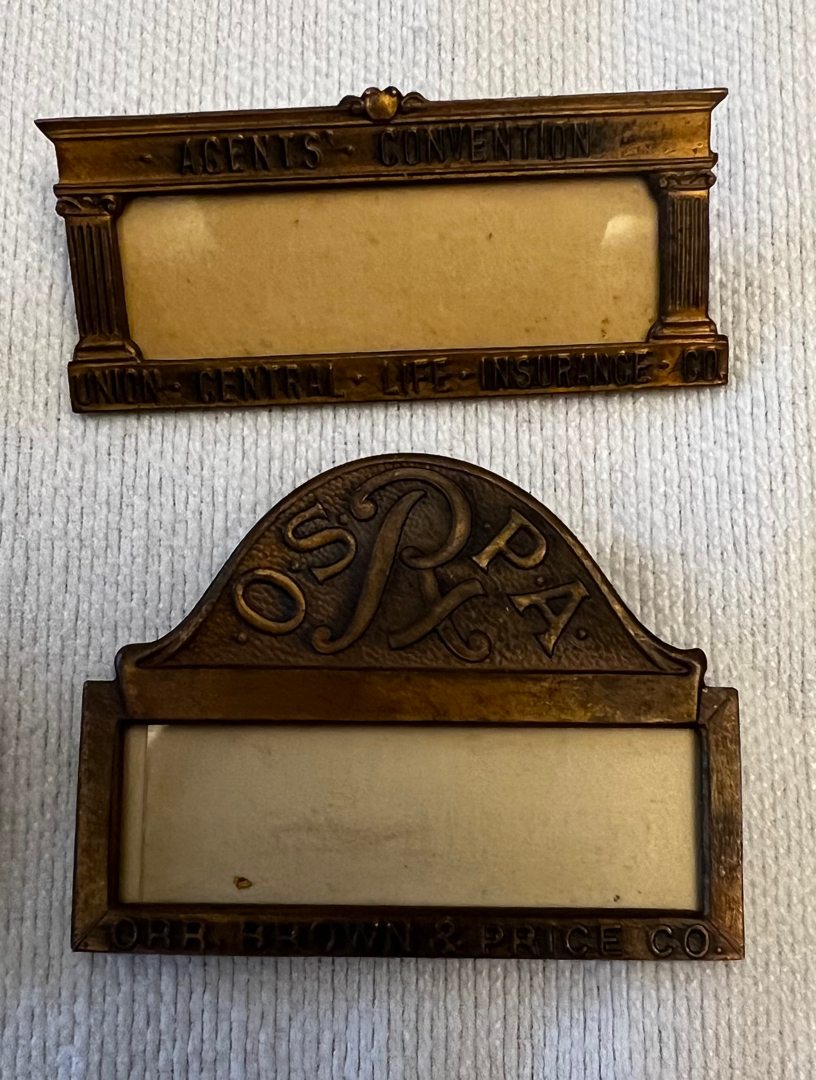 · AGENTS' · CONVENTION
UNION · CENTRAL · LIFE · INSURANCE · CO.
O·S·Rx·P·A
ORR, BROWN & PRICE CO.